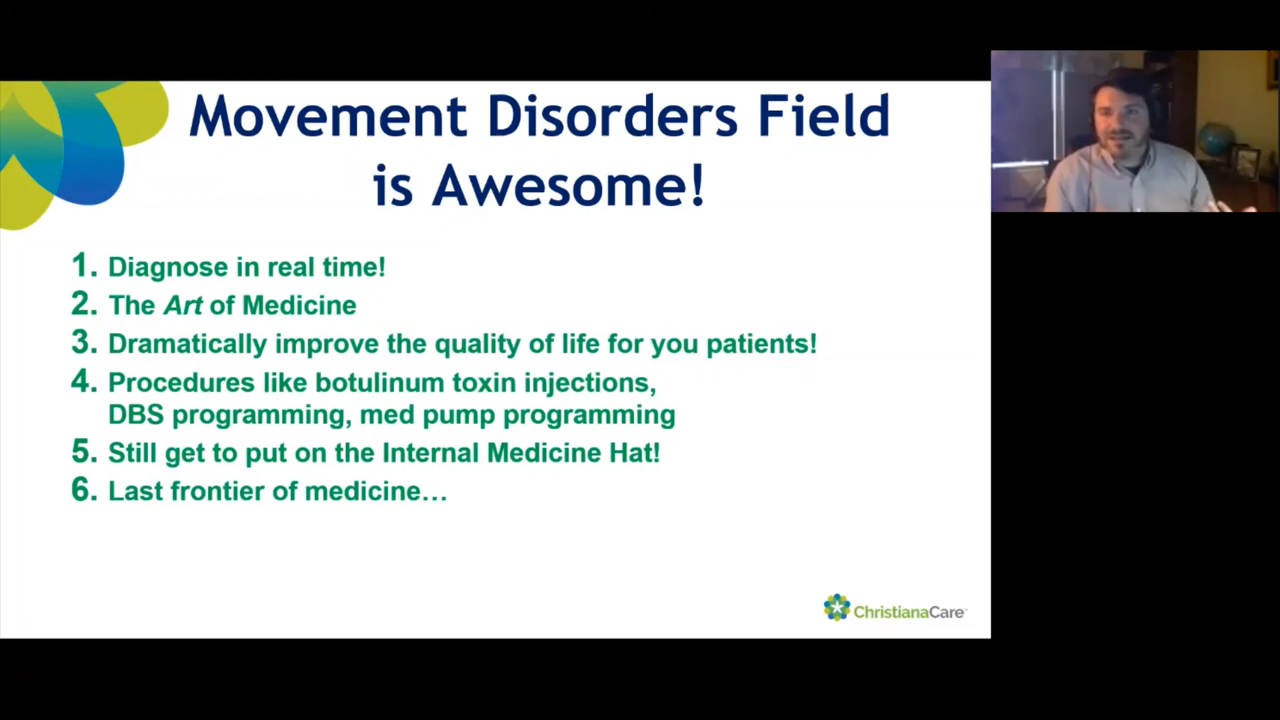 Movement Disorders Field
is Awesome!
1. Diagnose in real time!
2. The Art of Medicine
3. Dramatically improve the quality of life for you patients!
4. Procedures like botulinum toxin injections,
DBS programming, med pump programming
5. Still get to put on the Internal Medicine Hat!
6. Last frontier of medicine…
ChristianaCare™